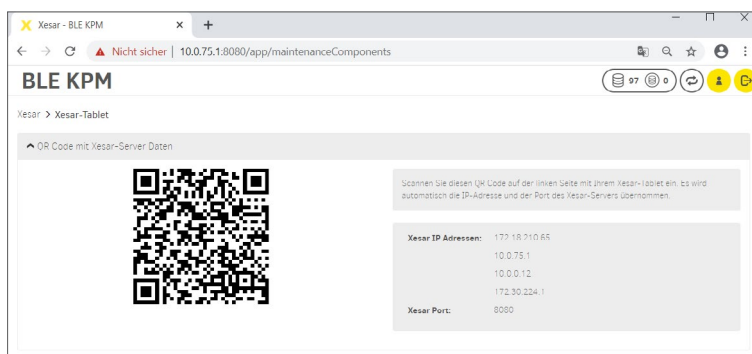 Xesar - BLE KPM
Nicht sicher | 10.0.75.1:8080/app/maintenanceComponents
BLE KPM
97 0
Xesar > Xesar-Tablet
QR Code mit Xesar-Server Daten
Scannen Sie diesen QR Code auf der linken Seite mit Ihrem Xesar-Tablet ein. Es wird
automatisch die IP-Adresse und der Port des Xesar-Servers übernommen.
Xesar IP Adressen: 172.18.210.65
10.0.75.1
10.0.0.12
172.30.224.1
Xesar Port: 8080